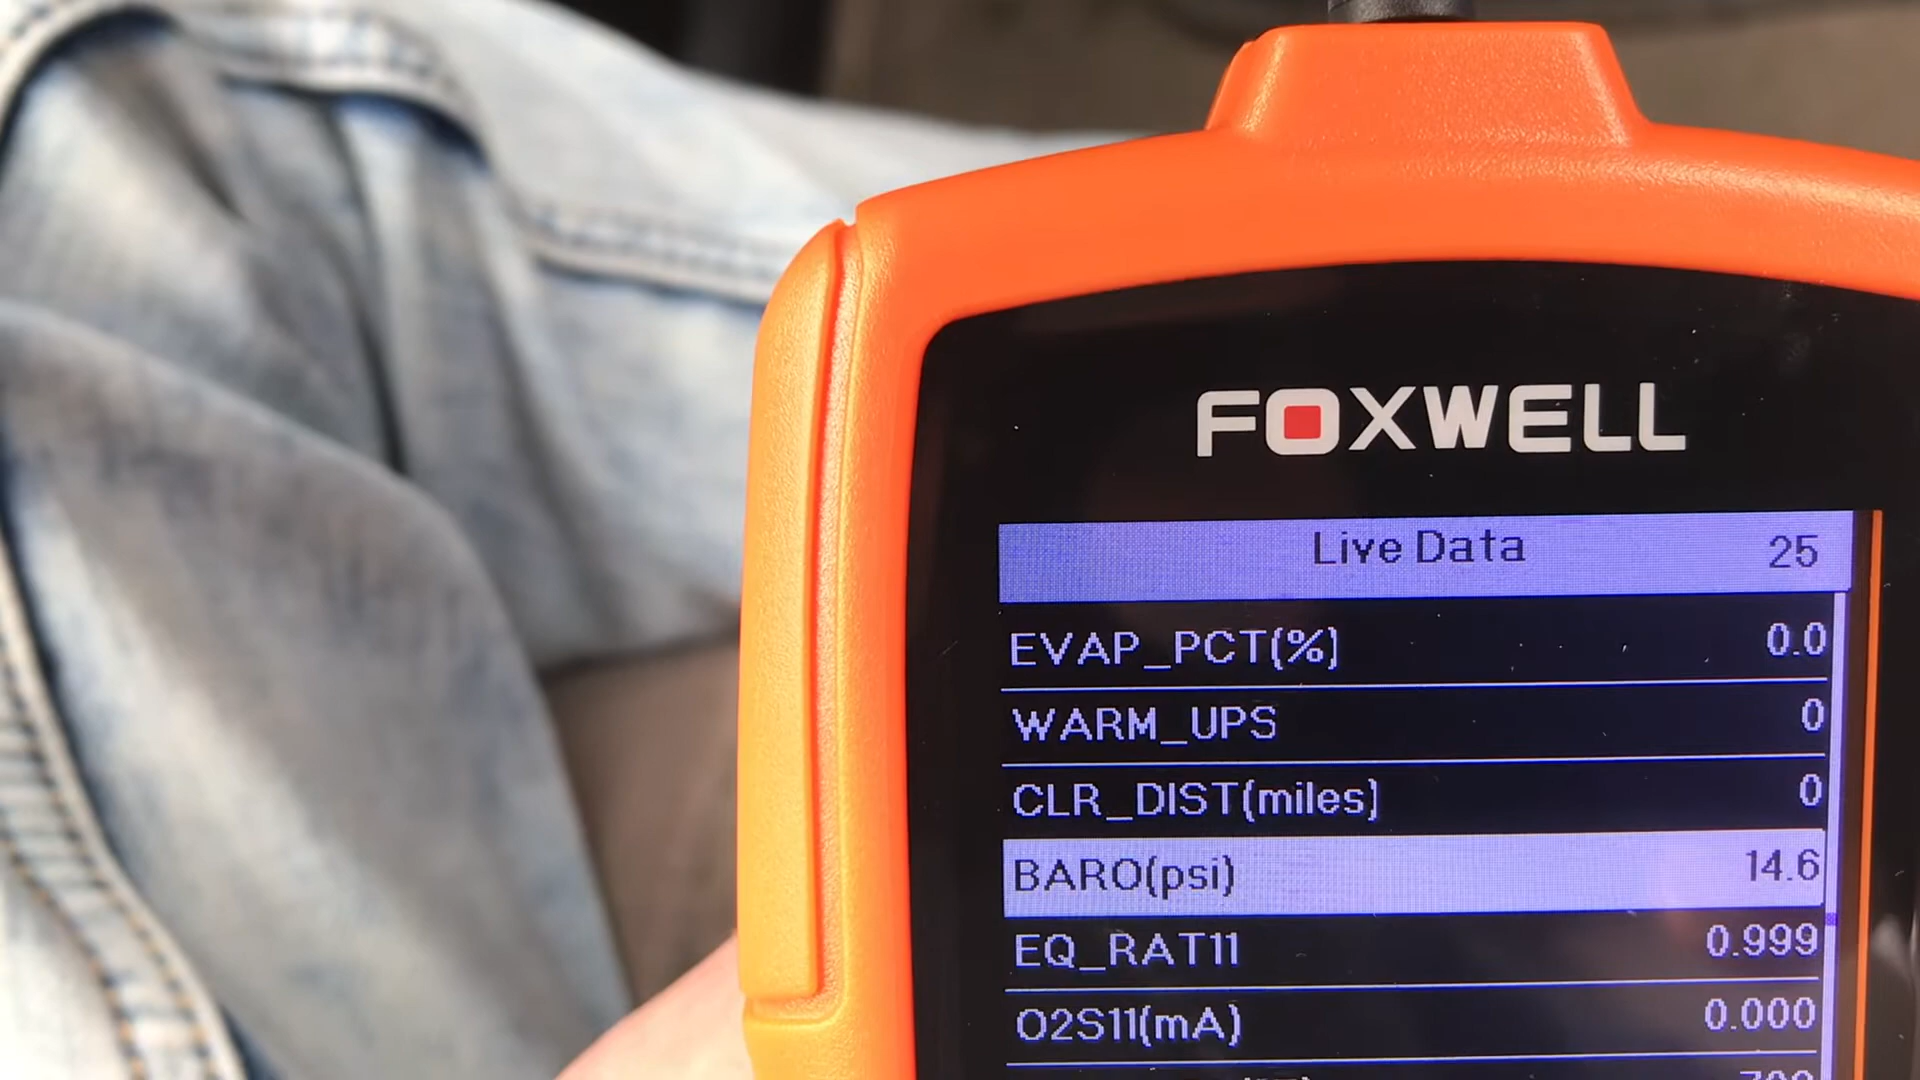 FOXWELL
Live Data 25
EVAP_PCT(%) 0.0
WARM_UPS 0
CLR_DIST(miles) 0
BARO(psi) 14.6
EQ_RAT11 0.999
O2S11(mA) 0.000